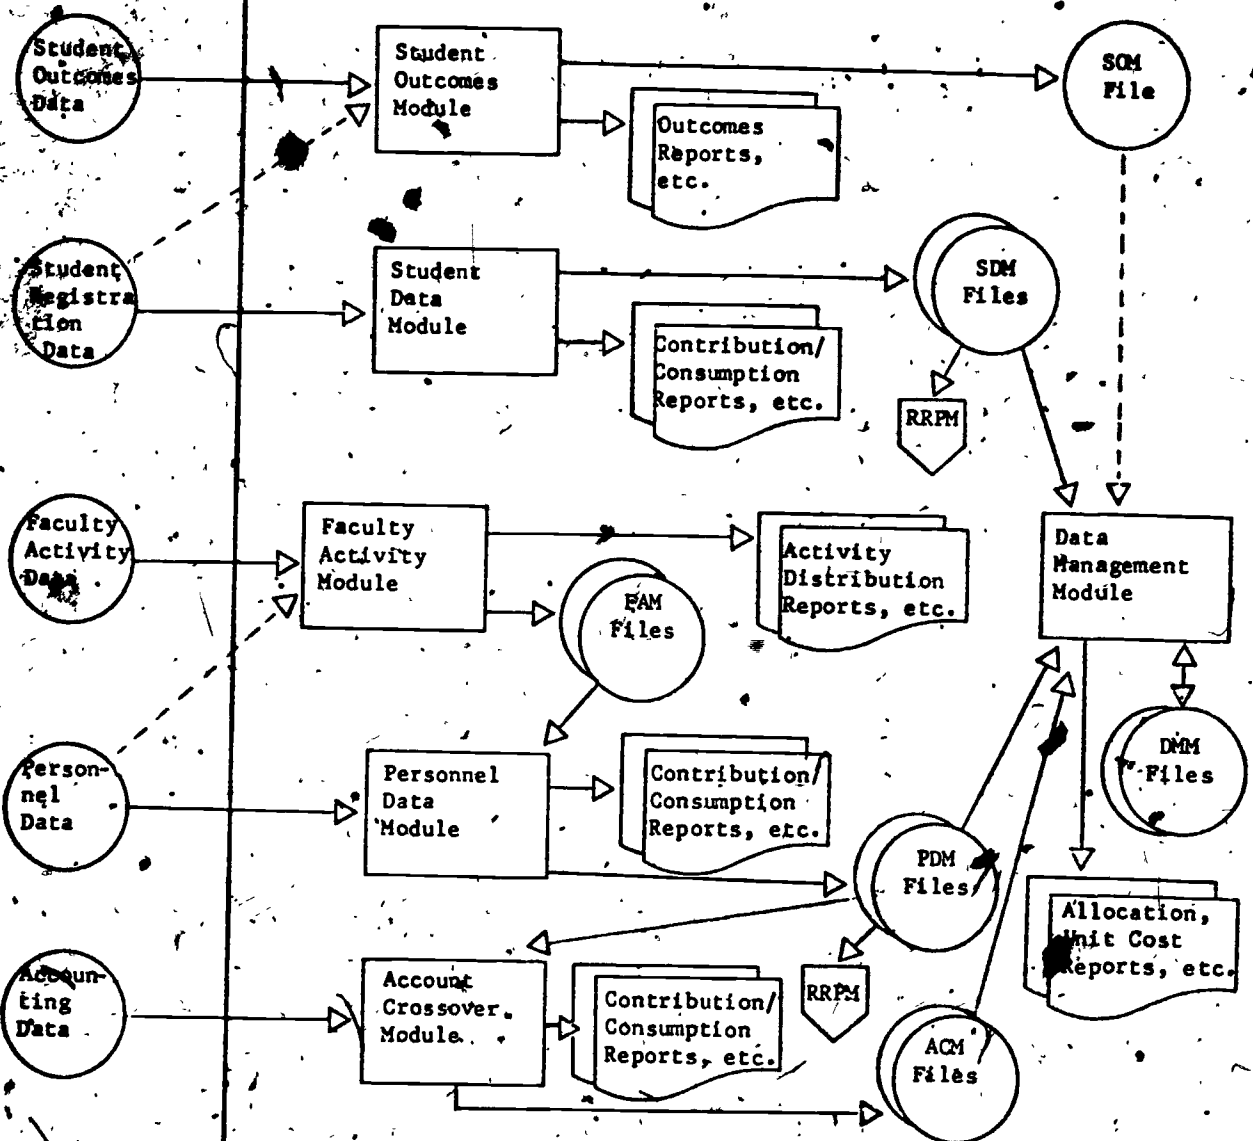 Student
Outcomes
Data
Student
Outcomes
Module
Outcomes
Reports,
etc.
SOM
File
Student
Registra
tion
Data
Student
Data
Module
Contribution/
Consumption
Reports, etc.
SDM
Files
RRPM
Faculty
Activity
Data
Faculty
Activity
Module
FAM
Files
Activity
Distribution
Reports, etc.
Data
Management
Module
DMM
Files
Person-
nel
Data
Personnel
Data
Module
Contribution/
Consumption
Reports, etc.
PDM
Files
RRPM
Allocation,
Unit Cost
Reports, etc.
Accoun-
ting
Data
Account
Crossover
Module
Contribution/
Consumption
Reports, etc.
ACM
Files